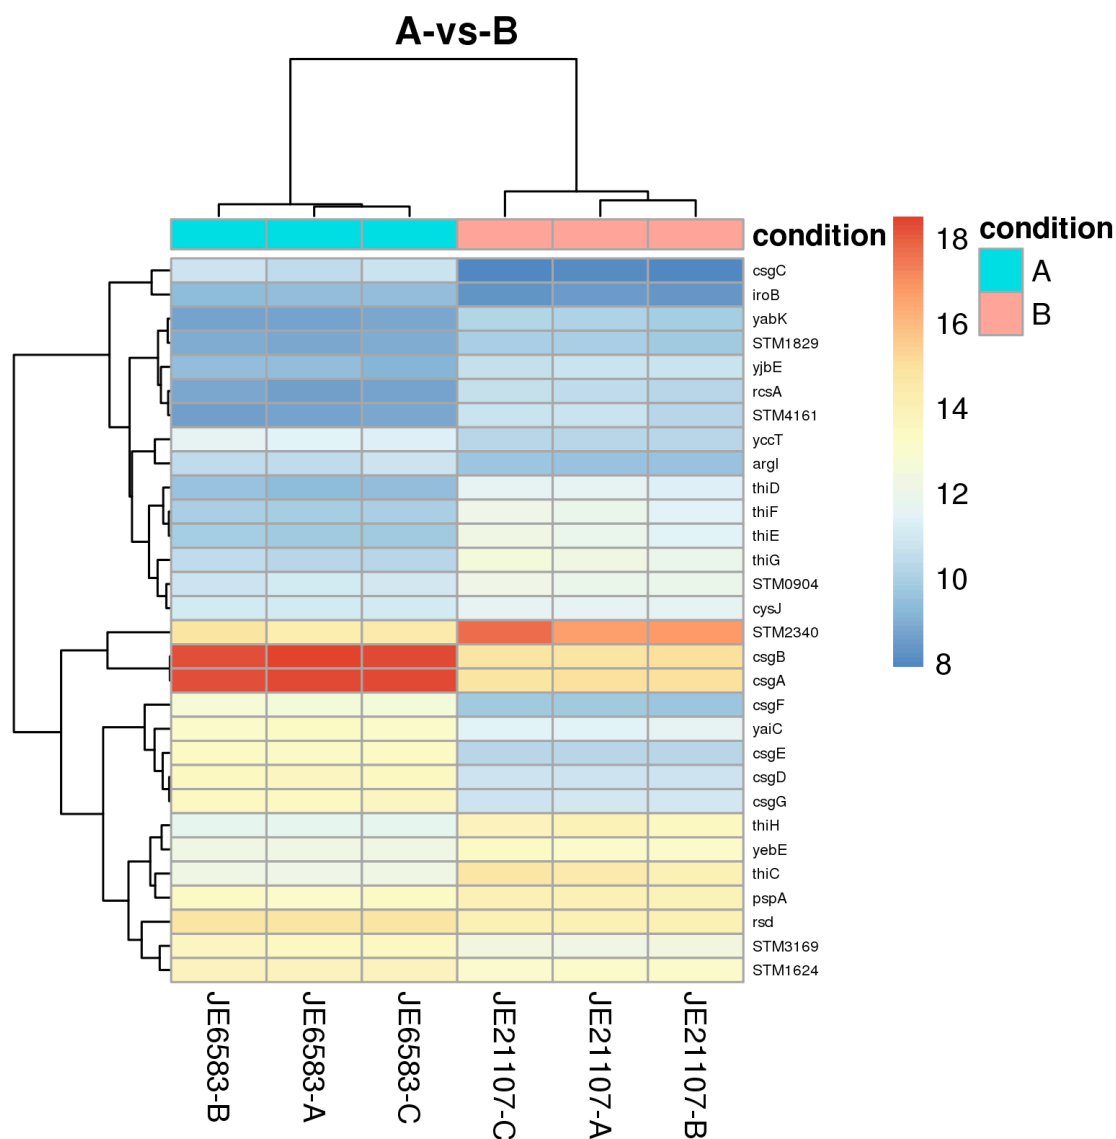 A-vs-B
condition
condition
A
B
18
16
14
12
10
8
csgC
iroB
yabK
STM1829
yjbE
rcsA
STM4161
yccT
argI
thiD
thiF
thiE
thiG
STM0904
cysJ
STM2340
csgB
csgA
csgF
yaiC
csgE
csgD
csgG
thiH
yebE
thiC
pspA
rsd
STM3169
STM1624
JE6583-B
JE6583-A
JE6583-C
JE21107-C
JE21107-A
JE21107-B